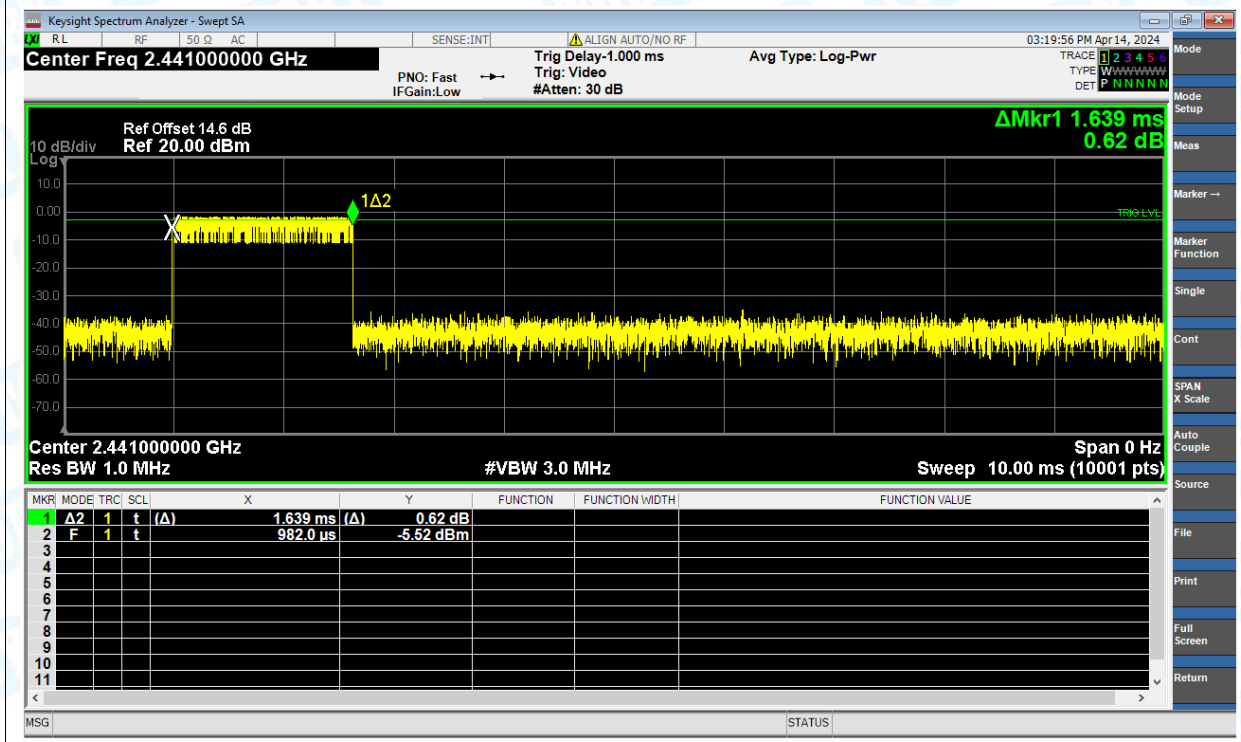 Keysight Spectrum Analyzer - Swept SA
LXI RL RF 50 Ω AC SENSE:INT ALIGN AUTO/NO RF 03:19:56 PM Apr 14, 2024
Center Freq 2.441000000 GHz
PNO: Fast
IFGain:Low
Trig Delay-1.000 ms
Trig: Video
#Atten: 30 dB
Avg Type: Log-Pwr
TRACE 1 2 3 4 5 6
TYPE WWWWWW
DET P N N N N N
ΔMkr1 1.639 ms
0.62 dB
Ref Offset 14.6 dB
10 dB/div Ref 20.00 dBm
Log
10.0
0.00
-10.0
-20.0
-30.0
-40.0
-50.0
-60.0
-70.0
X
1Δ2
TRIG LVL
Center 2.441000000 GHz Span 0 Hz
Res BW 1.0 MHz #VBW 3.0 MHz Sweep 10.00 ms (10001 pts)
MKR MODE TRC SCL X Y FUNCTION FUNCTION WIDTH FUNCTION VALUE
1 Δ2 1 t (Δ) 1.639 ms (Δ) 0.62 dB
2 F 1 t 982.0 µs -5.52 dBm
3
4
5
6
7
8
9
10
11
MSG STATUS
Mode
Mode
Setup
Meas
Marker →
Marker
Function
Single
Cont
SPAN
X Scale
Auto
Couple
Source
File
Print
Full
Screen
Return